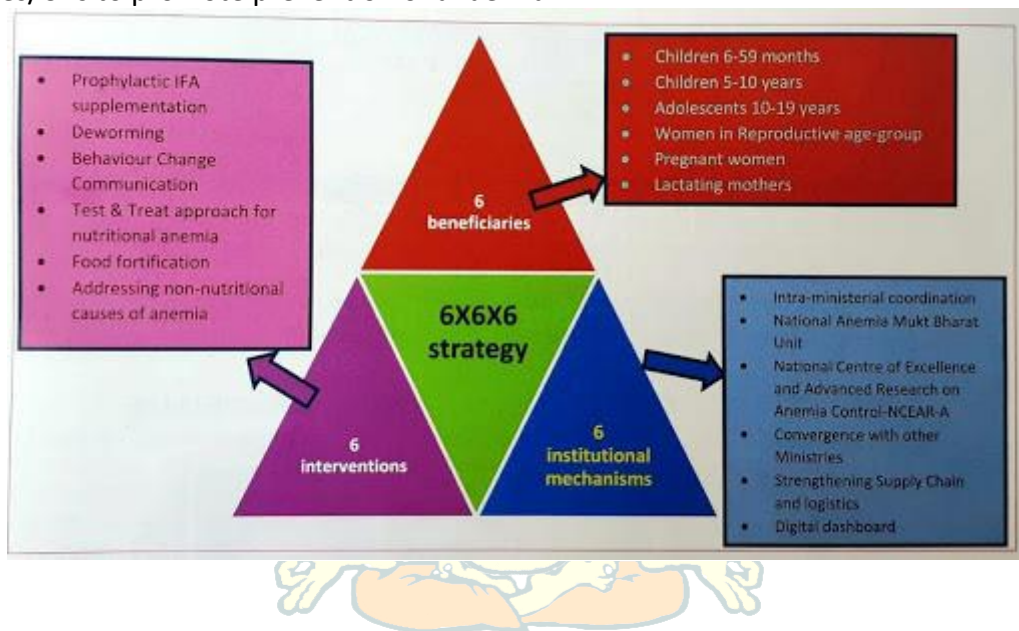 and to promote
Prophylactic IFA
supplementation
Deworming
Behaviour Change
Communication
Test & Treat approach for
nutritional anemia
Food fortification
Addressing non-nutritional
causes of anemia
6
beneficiaries
Children 6-59 months
Children 5-10 years
Adolescents 10-19 years
Women in Reproductive age-group
Pregnant women
Lactating mothers
6X6X6
strategy
6
interventions
6
institutional
mechanisms
Intra-ministerial coordination
National Anemia Mukt Bharat
Unit
National Centre of Excellence
and Advanced Research on
Anemia Control-NCEAR-A
Convergence with other
Ministries
Strengthening Supply Chain
and logistics
Digital dashboard